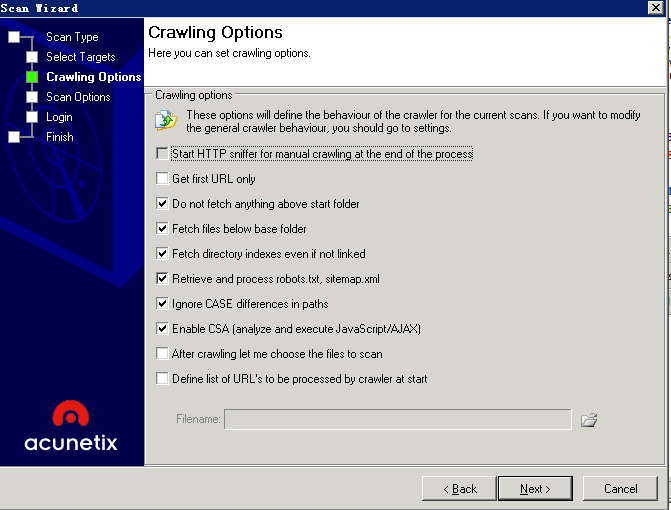 Scan Wizard
Scan Type
Select Targets
Crawling Options
Scan Options
Login
Finish
acunetix
Crawling Options
Here you can set crawling options.
Crawling options
These options will define the behaviour of the crawler for the current scans. If you want to modify
the general crawler behaviour, you should go to settings.
Start HTTP sniffer for manual crawling at the end of the process
Get first URL only
Do not fetch anything above start folder
Fetch files below base folder
Fetch directory indexes even if not linked
Retrieve and process robots.txt, sitemap.xml
Ignore CASE differences in paths
Enable CSA (analyze and execute JavaScript/AJAX)
After crawling let me choose the files to scan
Define list of URL's to be processed by crawler at start
Filename:
< Back
Next >
Cancel